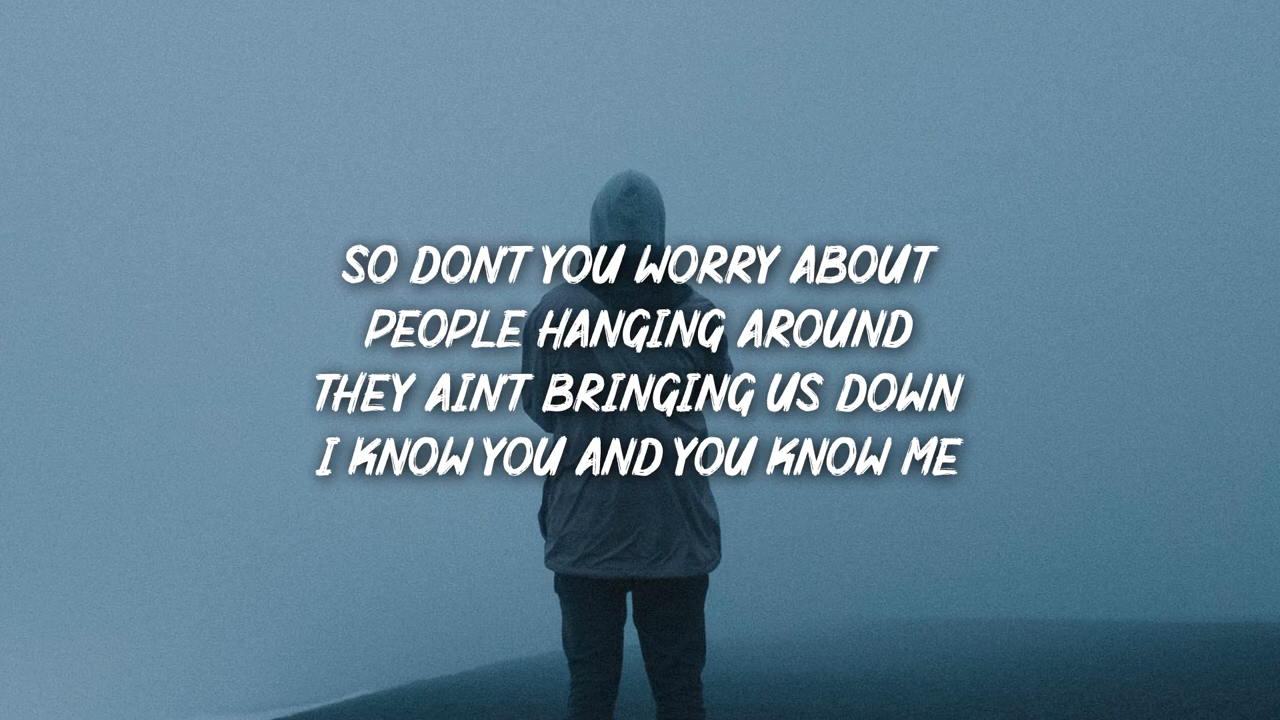 SO DONT YOU WORRY ABOUT
PEOPLE HANGING AROUND
THEY AINT BRINGING US DOWN
I KNOW YOU AND YOU KNOW ME